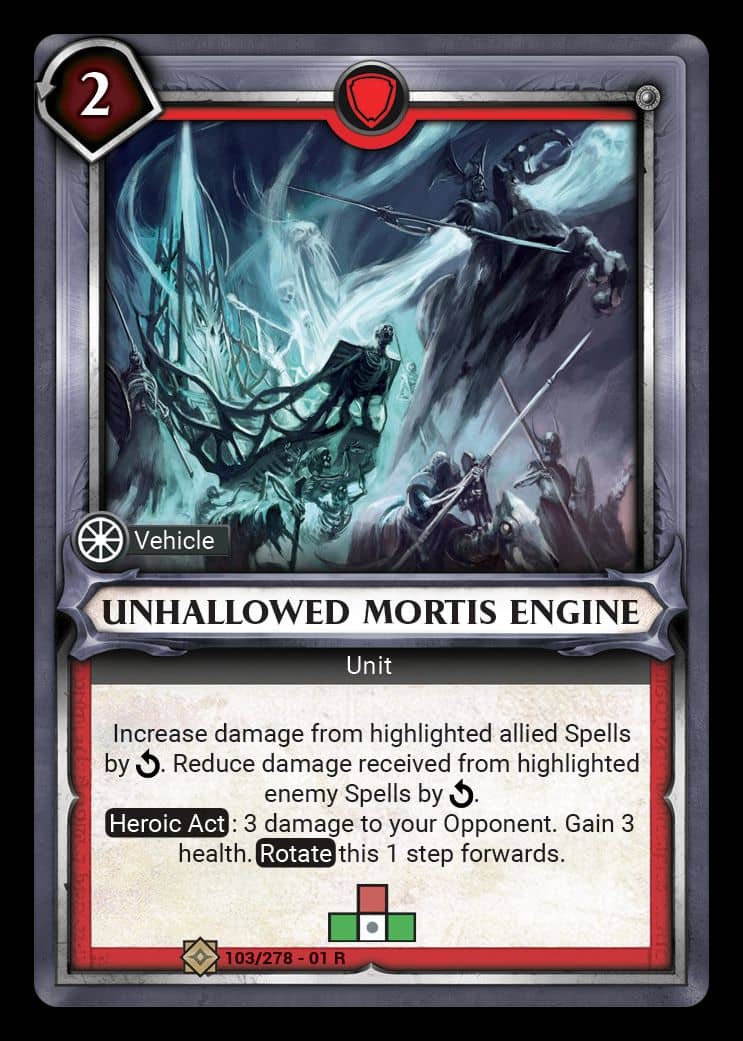 2
Vehicle
UNHALLOWED MORTIS ENGINE
Unit
Increase damage from highlighted allied Spells
by . Reduce damage received from highlighted
enemy Spells by .
Heroic Act : 3 damage to your Opponent. Gain 3
health. Rotate this 1 step forwards.
103/278 - 01 R